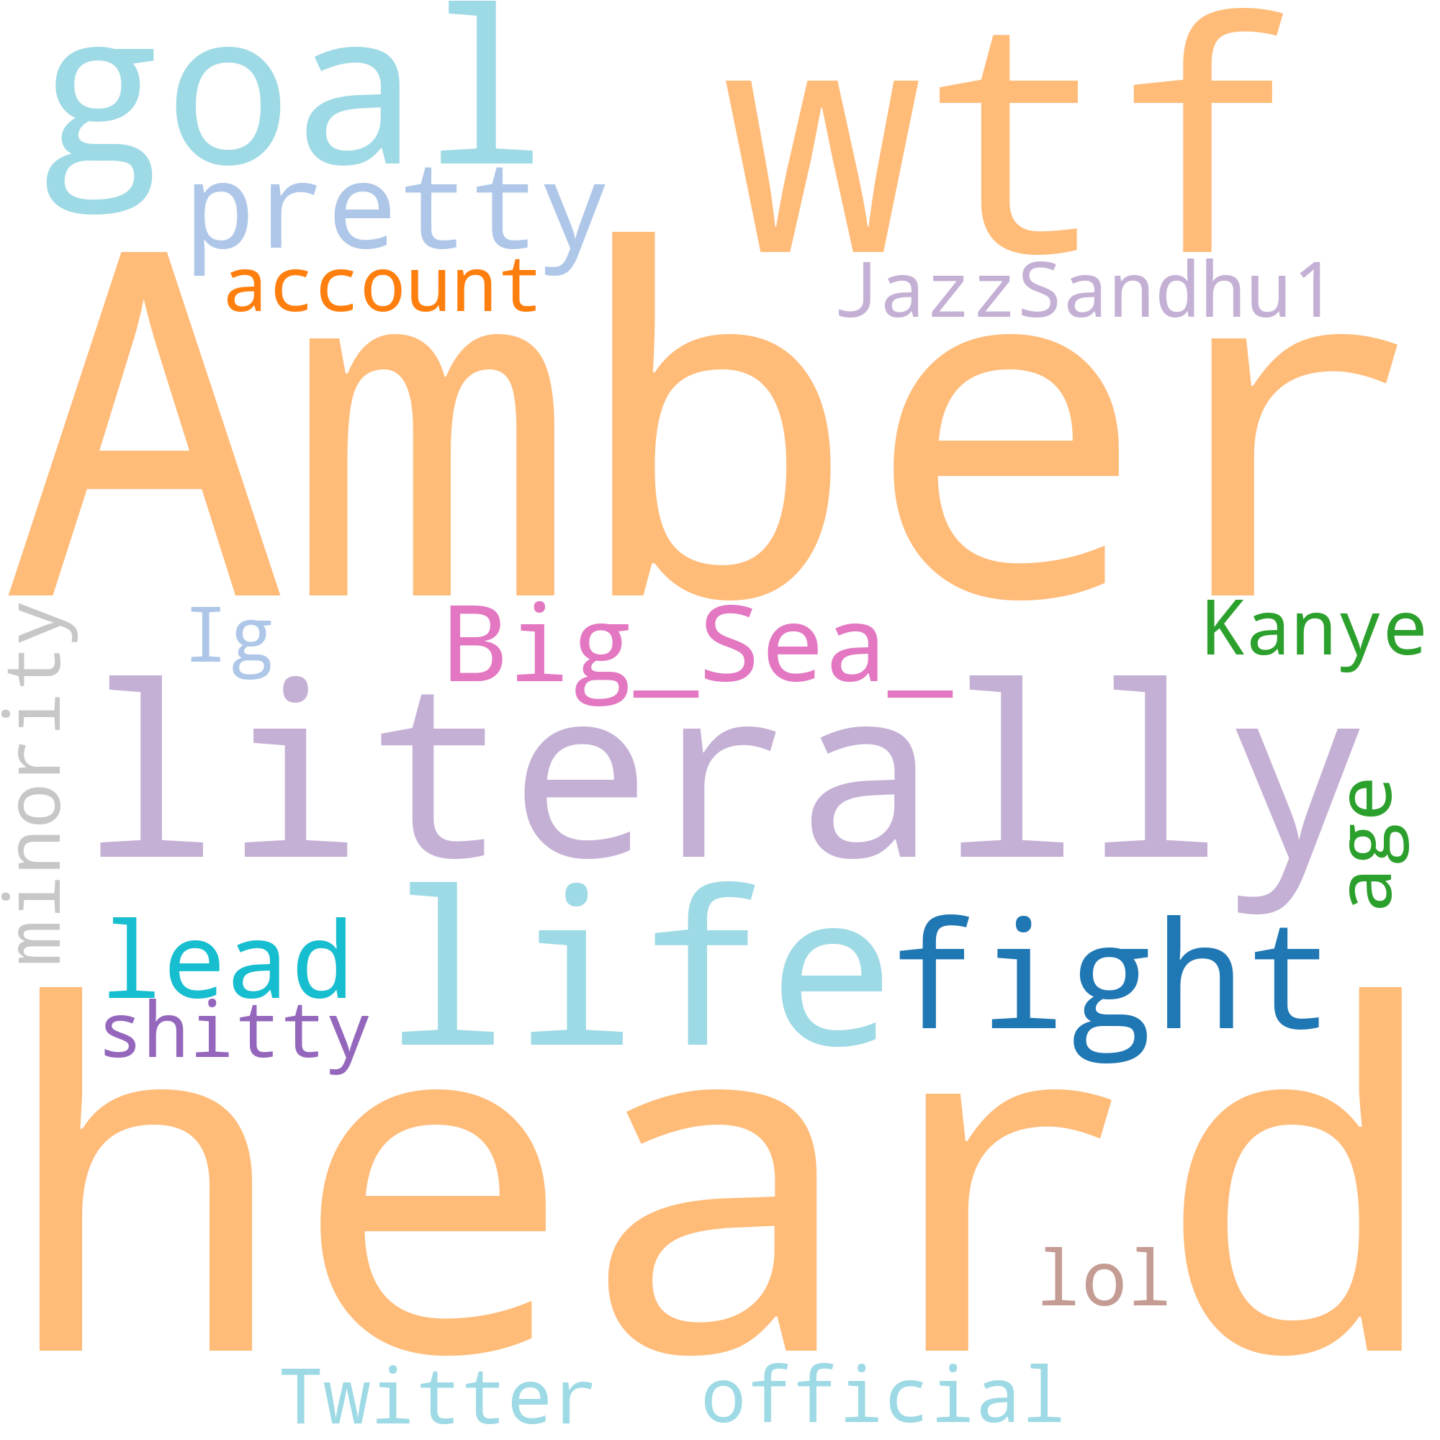 goal
wtf
pretty
account
JazzSandhu1
Amber
minority
Ig
Big_Sea_
Kanye
literally
age
life
lead
fight
shitty
heard
lol
Twitter
official